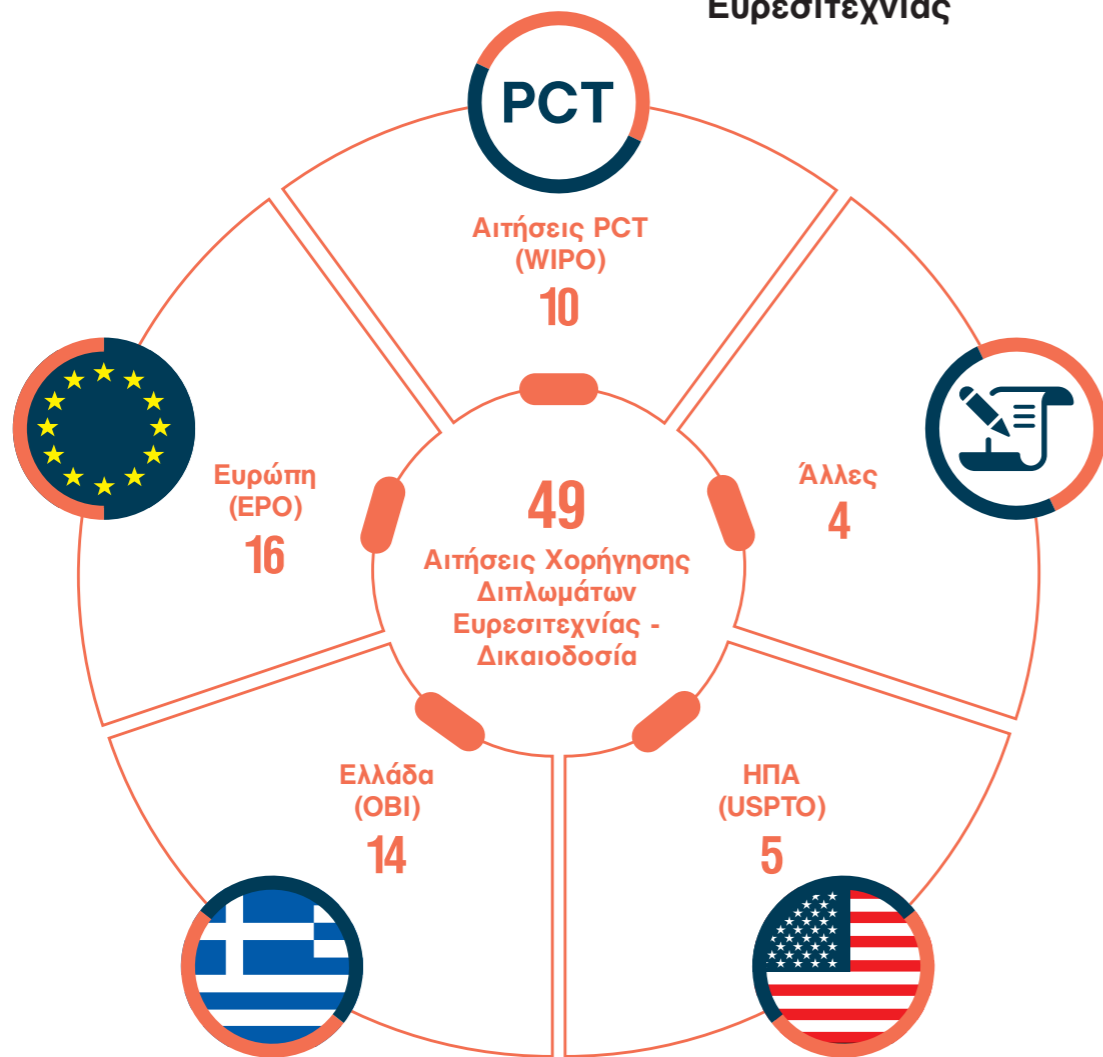 Ευρεσιτεχνίας
PCT
Αιτήσεις PCT
(WIPO)
10
Ευρώπη
(EPO)
16
Άλλες
4
49
Αιτήσεις Χορήγησης
Διπλωμάτων
Ευρεσιτεχνίας -
Δικαιοδοσία
Ελλάδα
(OBI)
14
ΗΠΑ
(USPTO)
5